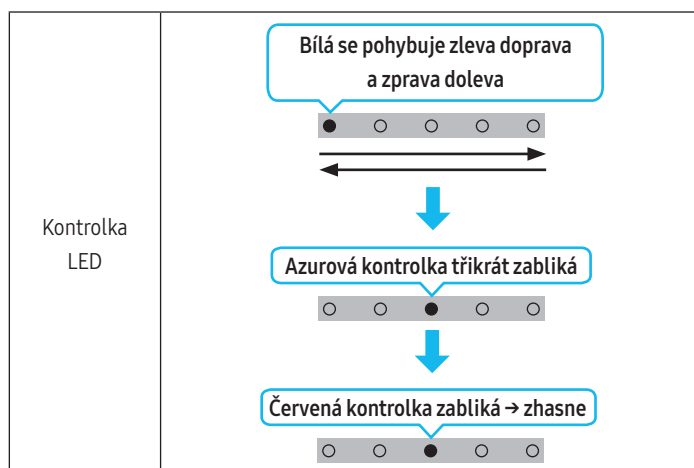 Bílá se pohybuje zleva doprava
a zprava doleva
Kontrolka
LED
Azurová kontrolka třikrát zabliká
Červená kontrolka zabliká → zhasne